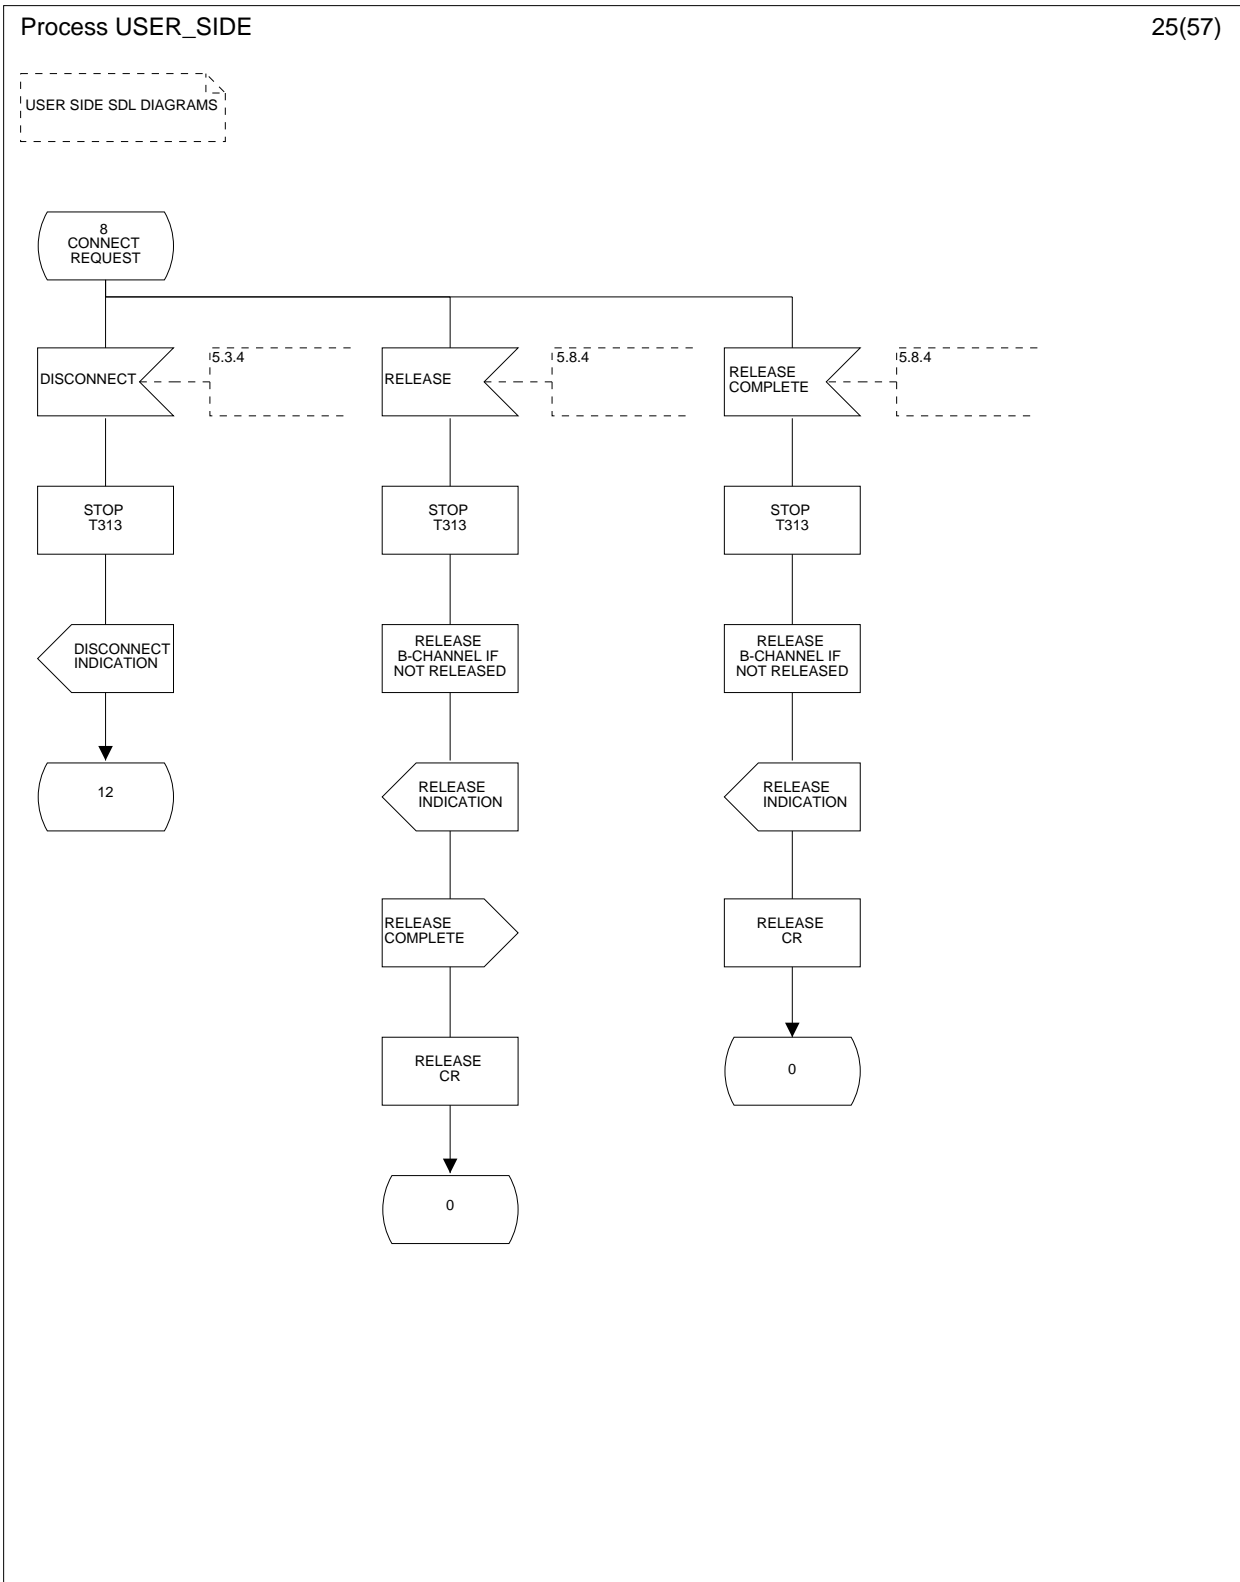 Process USER_SIDE
25(57)
USER SIDE SDL DIAGRAMS
8
CONNECT
REQUEST
DISCONNECT
5.3.4
RELEASE
5.8.4
RELEASE
COMPLETE
5.8.4
STOP
T313
STOP
T313
STOP
T313
DISCONNECT
INDICATION
RELEASE
B-CHANNEL IF
NOT RELEASED
RELEASE
B-CHANNEL IF
NOT RELEASED
12
RELEASE
INDICATION
RELEASE
INDICATION
RELEASE
COMPLETE
RELEASE
CR
RELEASE
CR
0
0